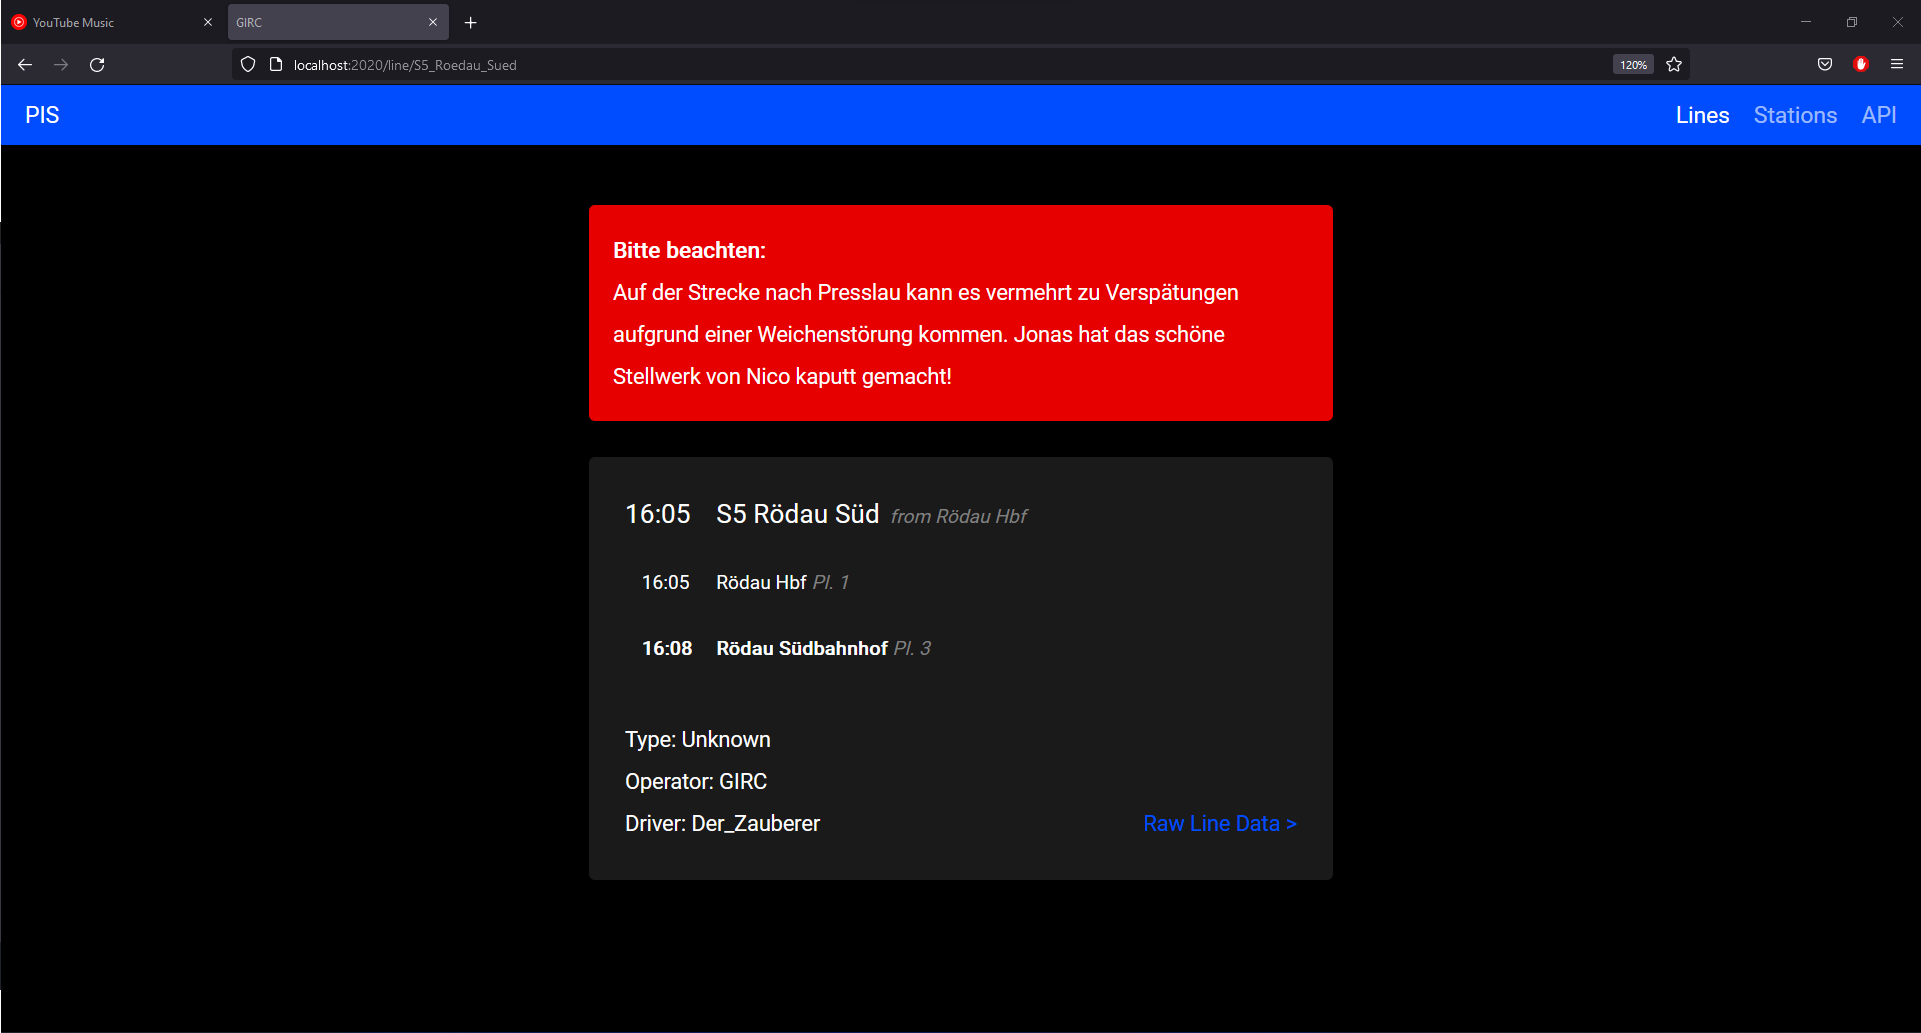 YouTube Music
GIRC
localhost:2020/line/S5_Roedau_Sued
120%
PIS
Lines Stations API
Bitte beachten:
Auf der Strecke nach Presslau kann es vermehrt zu Verspätungen
aufgrund einer Weichenstörung kommen. Jonas hat das schöne
Stellwerk von Nico kaputt gemacht!
16:05 S5 Rödau Süd from Rödau Hbf
16:05 Rödau Hbf Pl. 1
16:08 Rödau Südbahnhof Pl. 3
Type: Unknown
Operator: GIRC
Driver: Der_Zauberer
Raw Line Data >